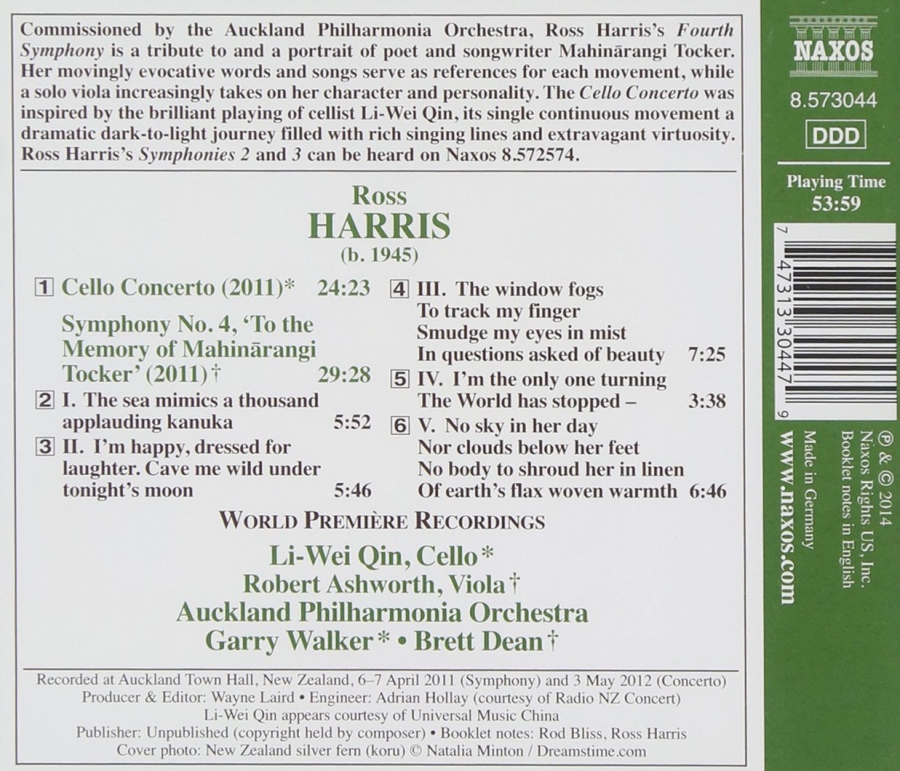 Commissioned by the Auckland Philharmonia Orchestra, Ross Harris's Fourth
Symphony is a tribute to and a portrait of poet and songwriter Mahinārangi Tocker.
Her movingly evocative words and songs serve as references for each movement, while
a solo viola increasingly takes on her character and personality. The Cello Concerto was
inspired by the brilliant playing of cellist Li-Wei Qin, its single continuous movement a
dramatic dark-to-light journey filled with rich singing lines and extravagant virtuosity.
Ross Harris's Symphonies 2 and 3 can be heard on Naxos 8.572574.
Ross
HARRIS
(b. 1945)
1 Cello Concerto (2011)* 24:23
Symphony No. 4, 'To the
Memory of Mahinārangi
Tocker' (2011)† 29:28
2 I. The sea mimics a thousand
applauding kanuka 5:52
3 II. I'm happy, dressed for
laughter. Cave me wild under
tonight's moon 5:46
4 III. The window fogs
To track my finger
Smudge my eyes in mist
In questions asked of beauty 7:25
5 IV. I'm the only one turning
The World has stopped – 3:38
6 V. No sky in her day
Nor clouds below her feet
No body to shroud her in linen
Of earth's flax woven warmth 6:46
WORLD PREMIÈRE RECORDINGS
Li-Wei Qin, Cello*
Robert Ashworth, Viola†
Auckland Philharmonia Orchestra
Garry Walker* • Brett Dean†
Recorded at Auckland Town Hall, New Zealand, 6–7 April 2011 (Symphony) and 3 May 2012 (Concerto)
Producer & Editor: Wayne Laird • Engineer: Adrian Hollay (courtesy of Radio NZ Concert)
Li-Wei Qin appears courtesy of Universal Music China
Publisher: Unpublished (copyright held by composer) • Booklet notes: Rod Bliss, Ross Harris
Cover photo: New Zealand silver fern (koru) © Natalia Minton / Dreamstime.com
NAXOS
8.573044
DDD
Playing Time
53:59
7 47313 30447 9
℗ & © 2014
Naxos Rights US, Inc.
Booklet notes in English
Made in Germany
www.naxos.com